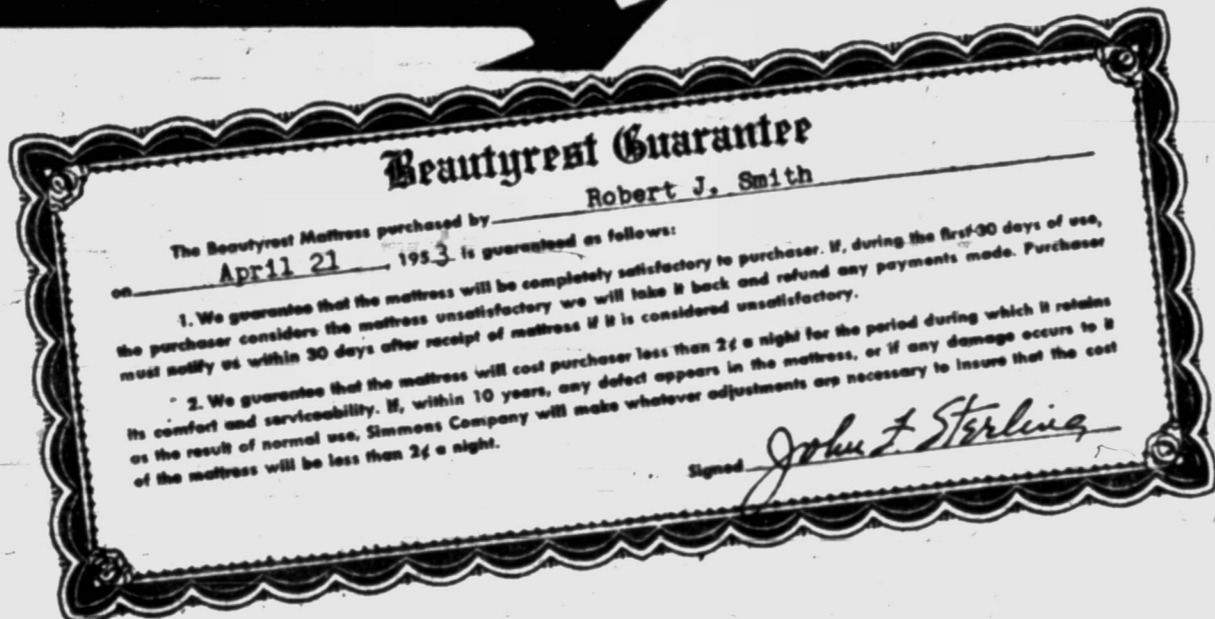 Beautyrest Guarantee
The Beautyrest Mattress purchased by Robert J. Smith
on April 21, 1953 is guaranteed as follows:
1. We guarantee that the mattress will be completely satisfactory to purchaser. If, during the first 30 days of use,
the purchaser considers the mattress unsatisfactory we will take it back and refund any payments made. Purchaser
must notify us within 30 days after receipt of mattress if it is considered unsatisfactory.
2. We guarantee that the mattress will cost purchaser less than 2¢ a night for the period during which it retains
its comfort and serviceability. If, within 10 years, any defect appears in the mattress, or if any damage occurs to it
as the result of normal use, Simmons Company will make whatever adjustments are necessary to insure that the cost
of the mattress will be less than 2¢ a night.
Signed John F. Sterling